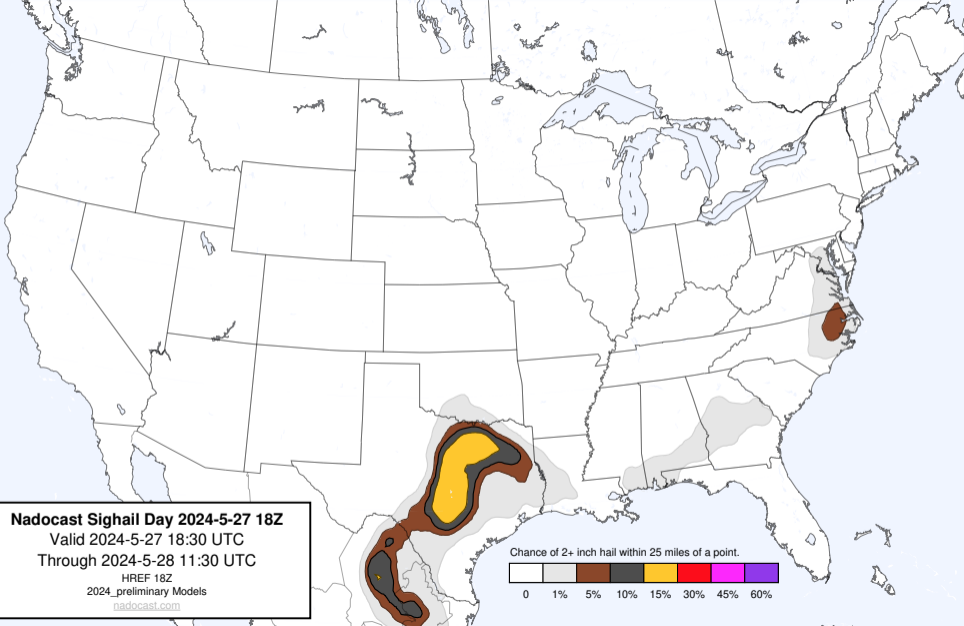 Nadocast Sighail Day 2024-5-27 18Z
Valid 2024-5-27 18:30 UTC
Through 2024-5-28 11:30 UTC
HREF 18Z
2024_preliminary Models
nadocast.com
Chance of 2+ inch hail within 25 miles of a point.
0 1% 5% 10% 15% 30% 45% 60%